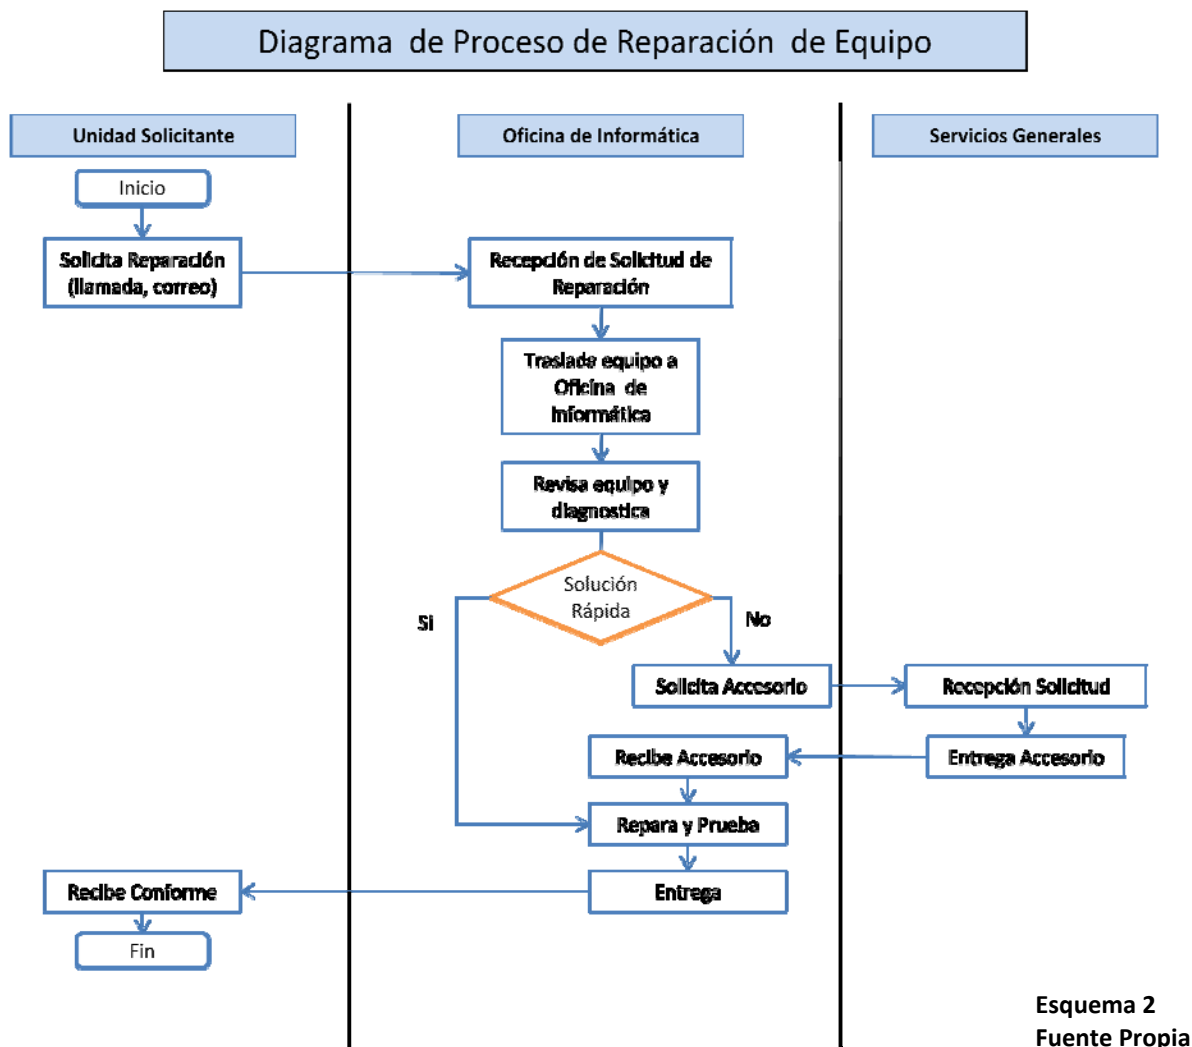 Diagrama de Proceso de Reparación de Equipo
Unidad Solicitante
Oficina de Informática
Servicios Generales
Inicio
Solicita Reparación
(llamada, correo)
Recepción de Solicitud de
Reparación
Traslada equipo a
Oficina de
Informática
Revisa equipo y
diagnostica
Solución
Rápida
Si
No
Solicita Accesorio
Recepción Solicitud
Recibe Accesorio
Entrega Accesorio
Repara y Prueba
Recibe Conforme
Entrega
Fin
Esquema 2
Fuente Propia